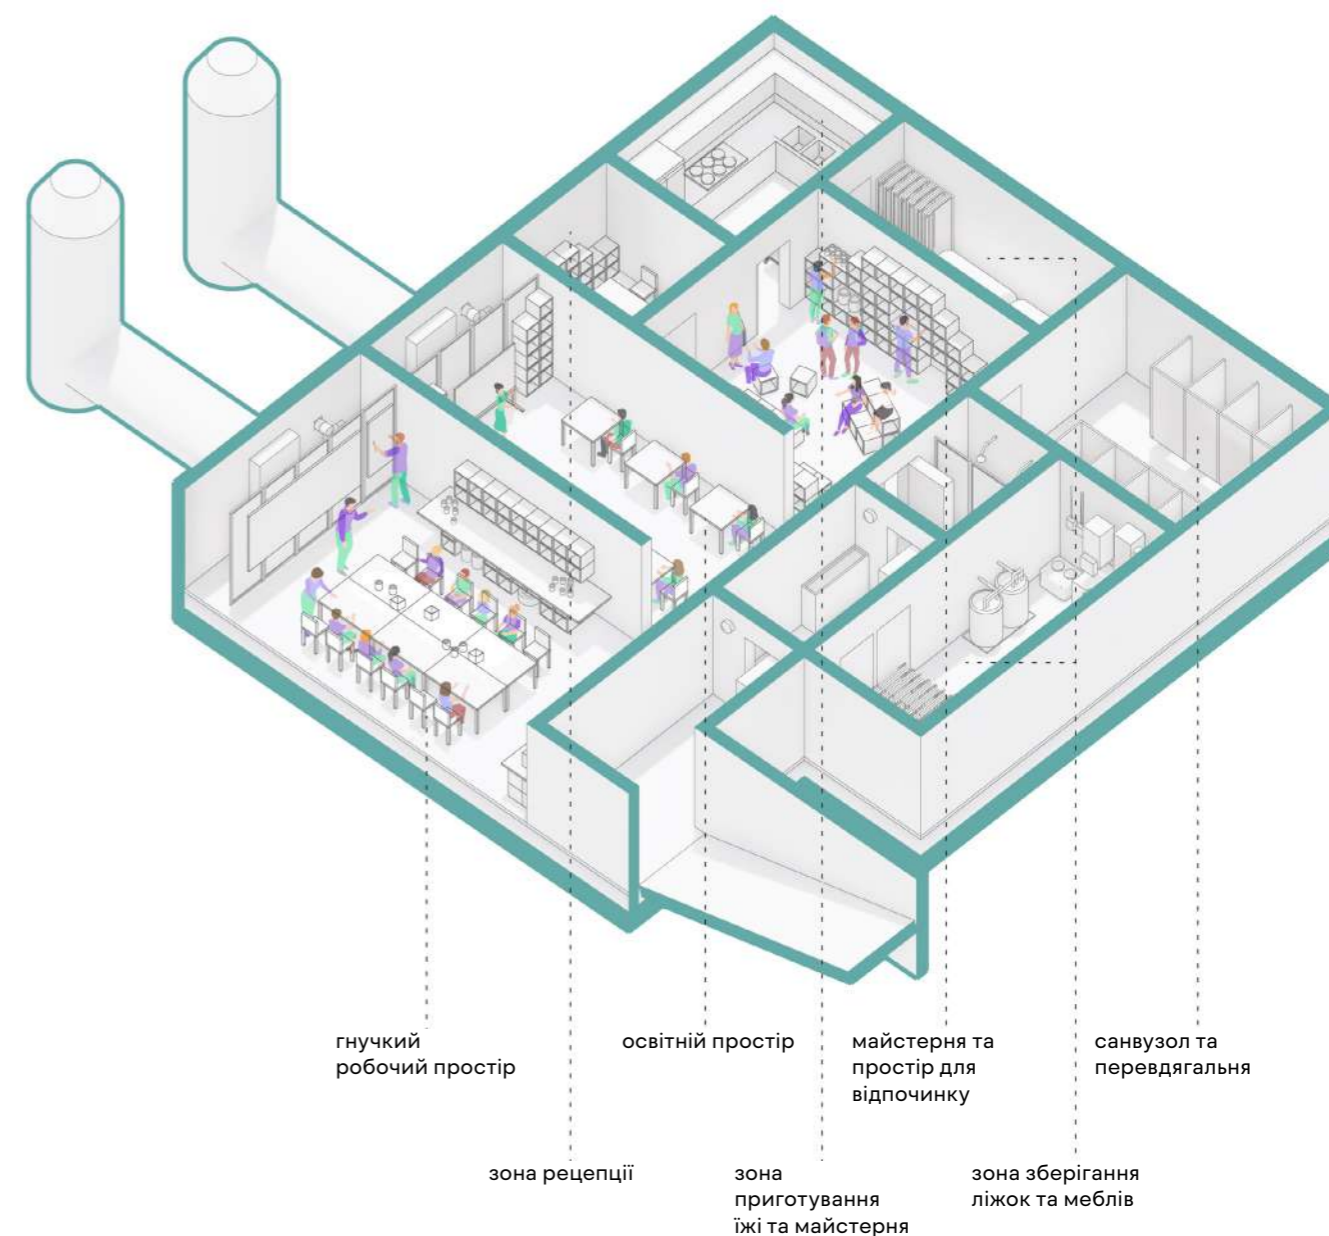 гнучкий
робочий простір
освітній простір
майстерня та
простір для
відпочинку
санвузол та
перевдягальня
зона рецепції
зона
приготування
їжі та майстерня
зона зберігання
ліжок та меблів